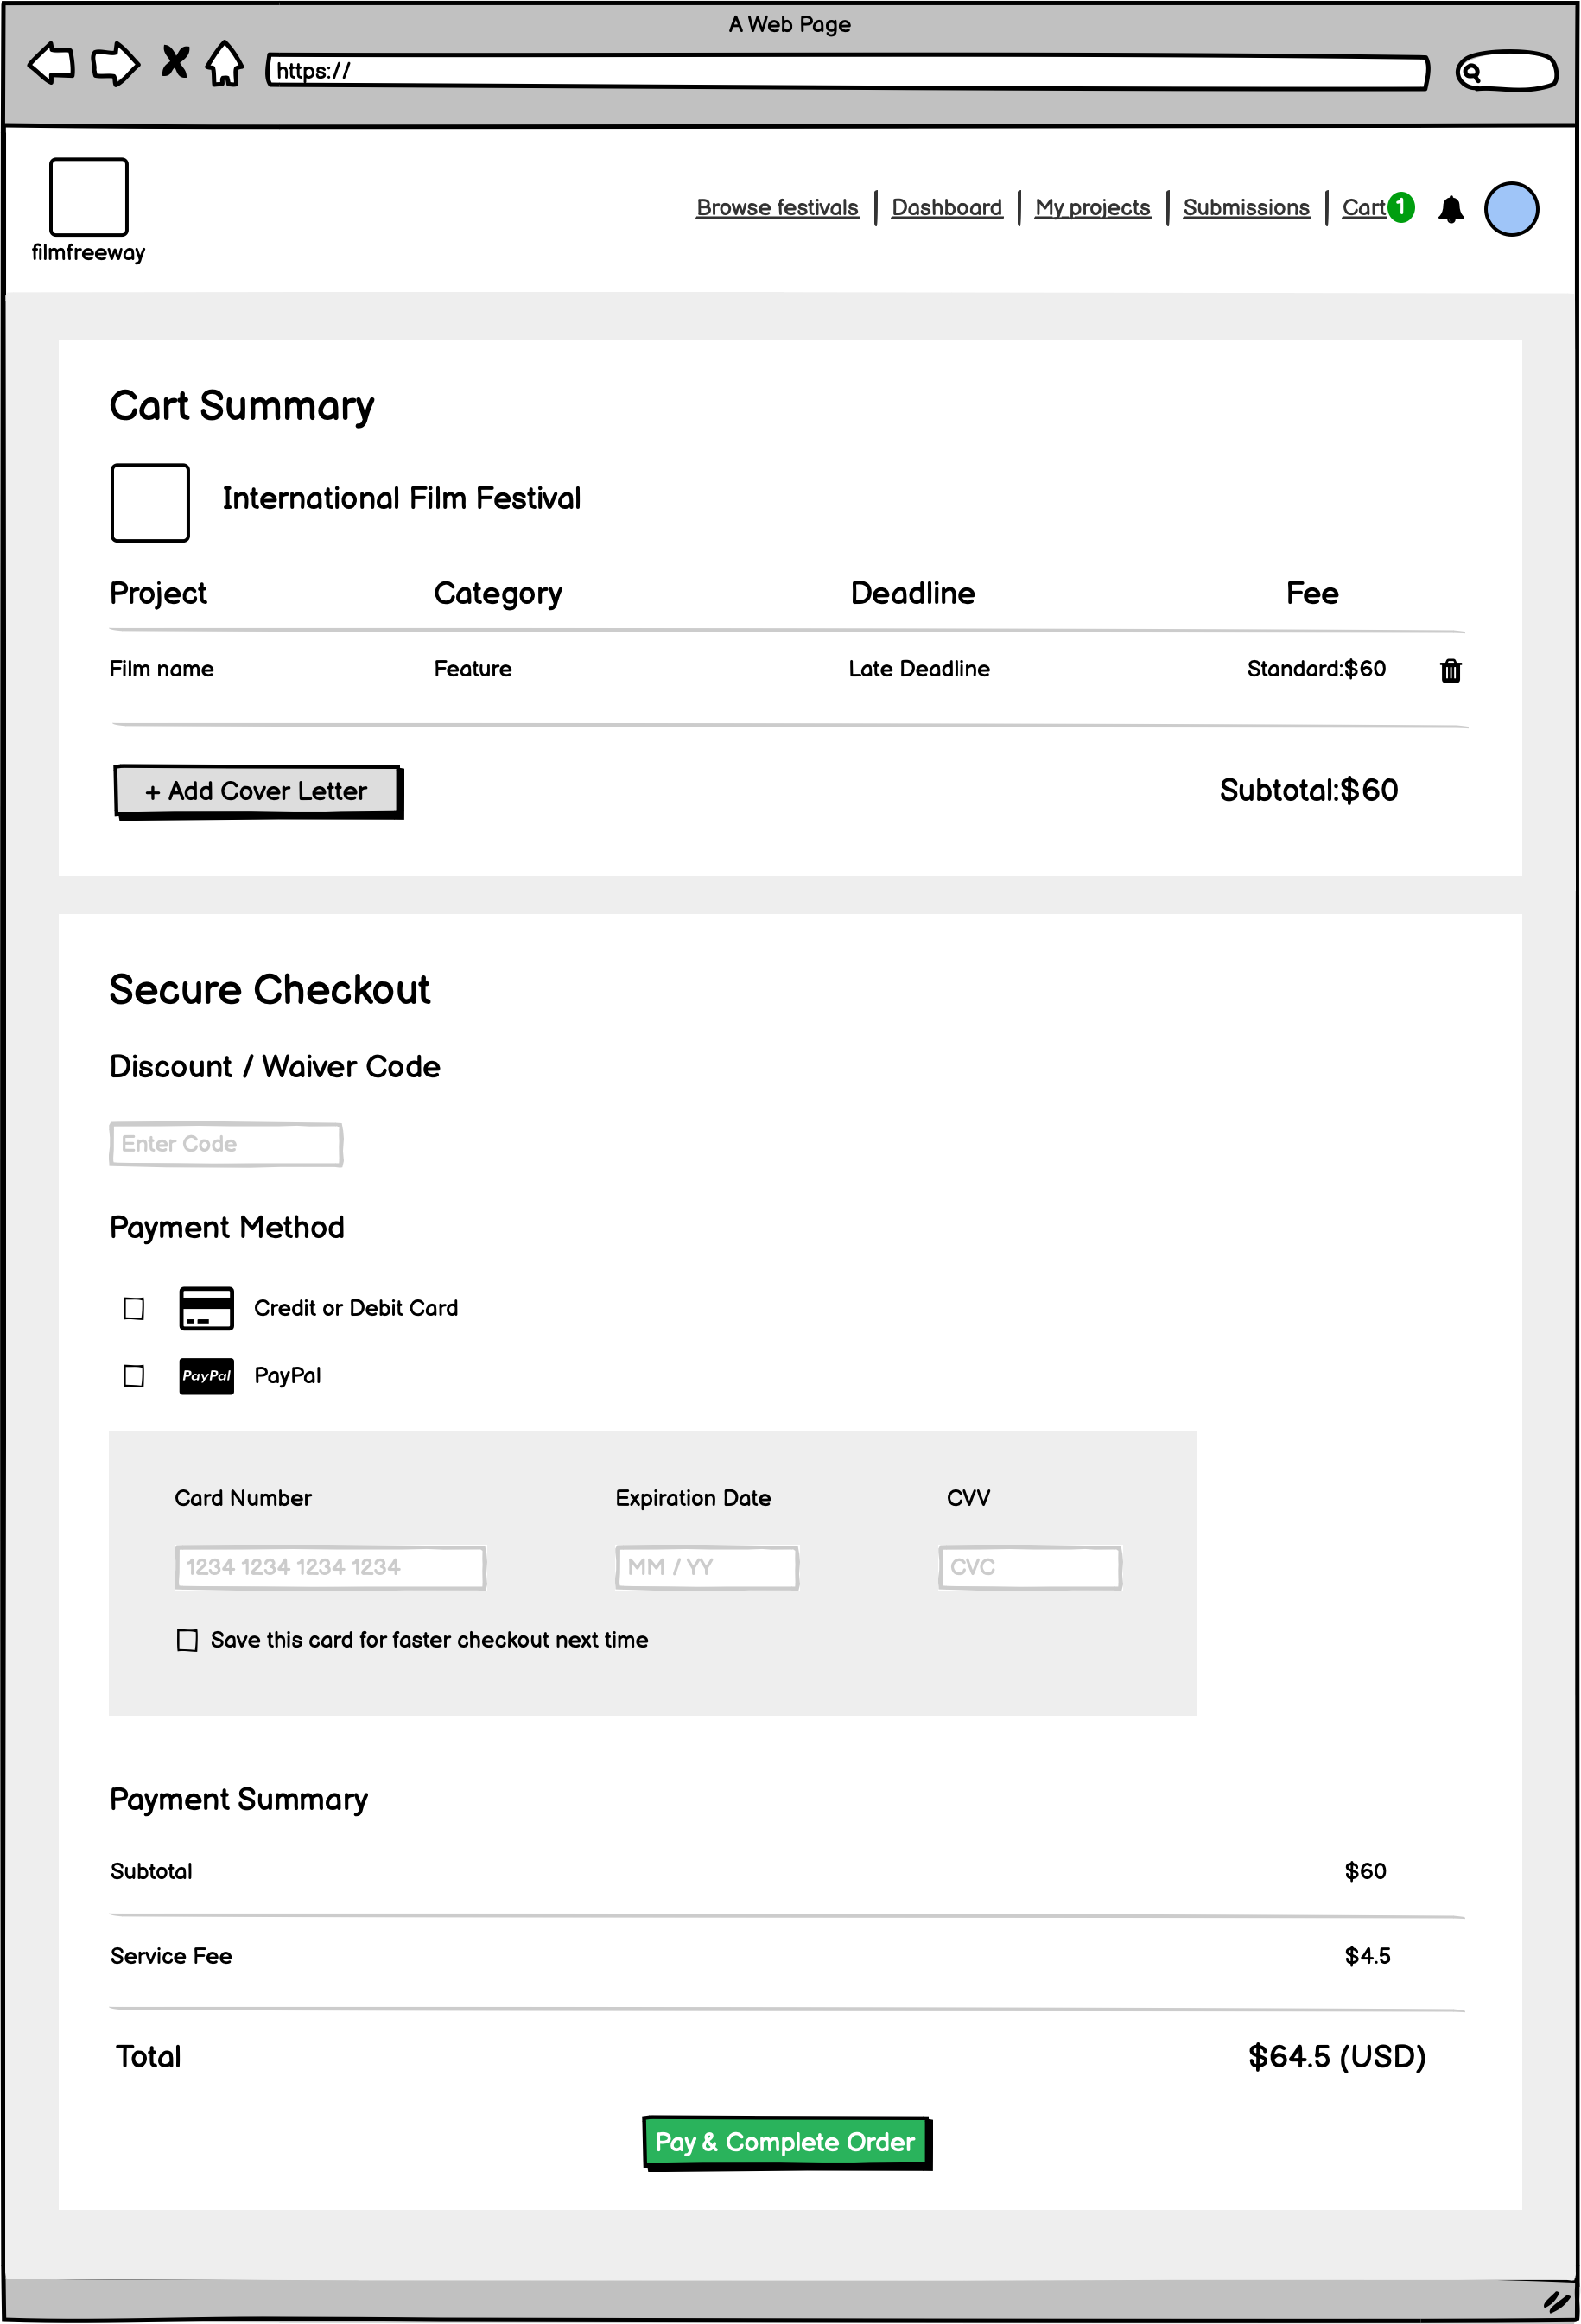 A Web Page
https://
filmfreeway
Browse festivals Dashboard My projects Submissions Cart 1
Cart Summary
International Film Festival
Project Category Deadline Fee
Film name Feature Late Deadline Standard:$60
+ Add Cover Letter Subtotal:$60
Secure Checkout
Discount / Waiver Code
Enter Code
Payment Method
Credit or Debit Card
PayPal PayPal
Card Number Expiration Date CVV
1234 1234 1234 1234 MM / YY CVC
Save this card for faster checkout next time
Payment Summary
Subtotal $60
Service Fee $4.5
Total $64.5 (USD)
Pay & Complete Order